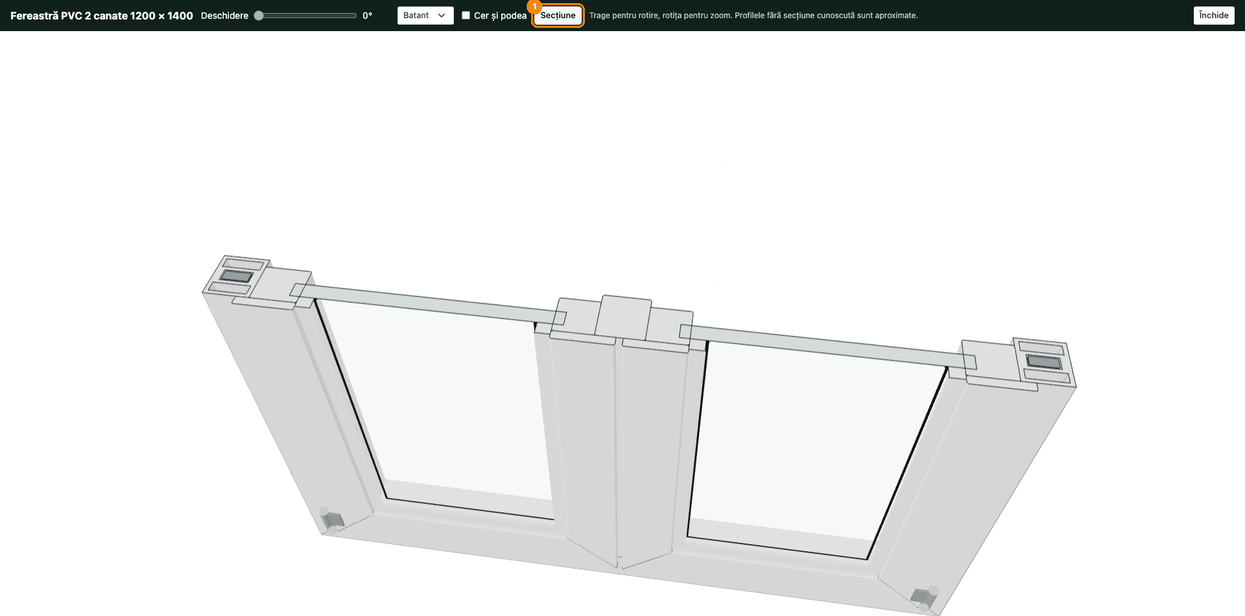 Fereastră PVC 2 canate 1200 × 1400 Deschidere 0° Batant Cer și podea 1 Secțiune Trage pentru rotire, rotița pentru zoom. Profilele fără secțiune cunoscută sunt aproximate. Închide